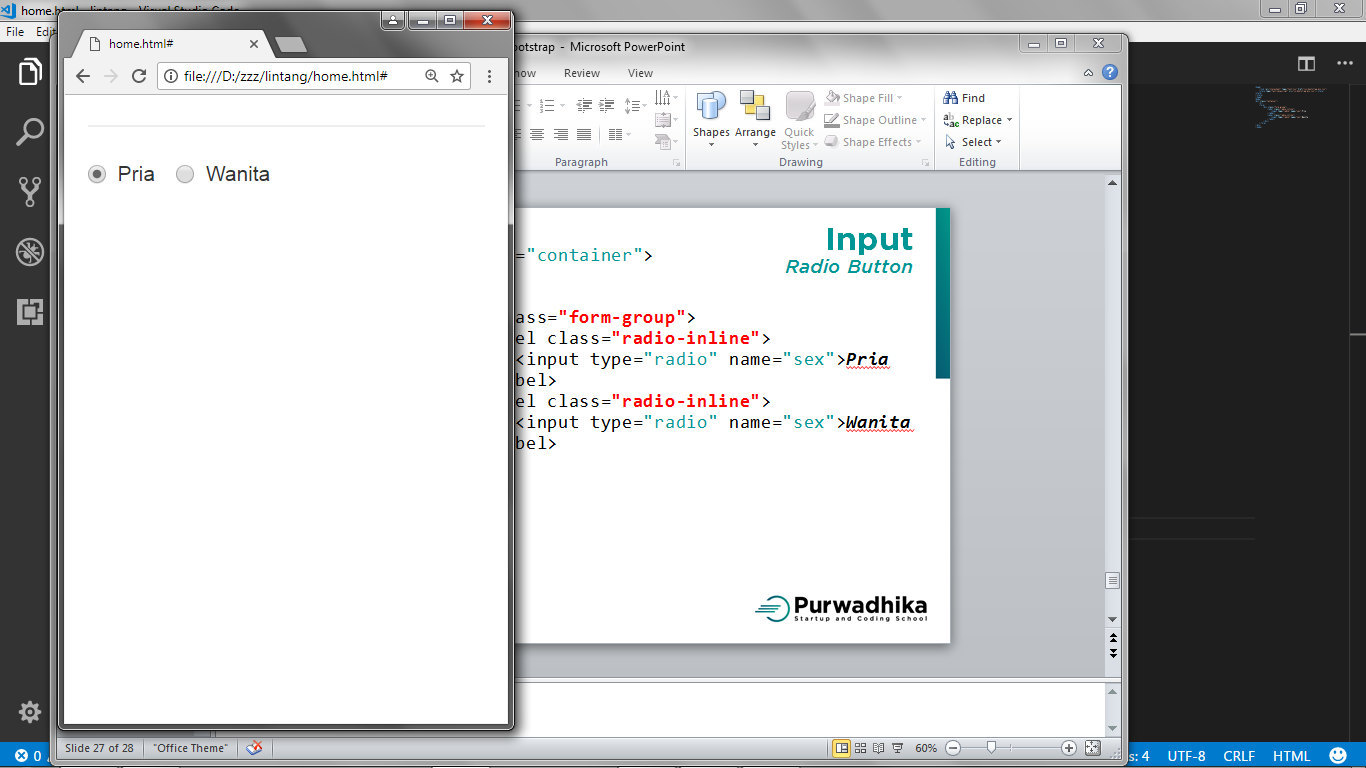 home.html - lintang - Visual Studio Code
File Edi
home.html#
file:///D:/zzz/lintang/home.html#
Pria Wanita
ootstrap - Microsoft PowerPoint
how Review View
Shapes Arrange Quick Styles
Shape Fill
Shape Outline
Shape Effects
Find
Replace
Select
Paragraph Drawing Editing
Input
Radio Button
="container">
ass="form-group">
el class="radio-inline">
<input type="radio" name="sex">Pria
bel>
el class="radio-inline">
<input type="radio" name="sex">Wanita
bel>
Purwadhika
Startup and Coding School
Slide 27 of 28 "Office Theme" 60%
0 s: 4 UTF-8 CRLF HTML